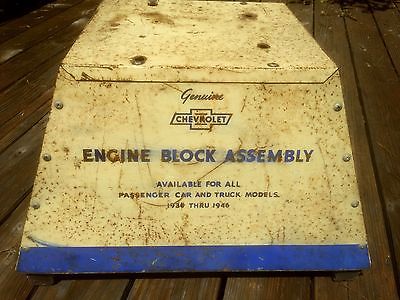 Genuine
CHEVROLET
ENGINE BLOCK ASSEMBLY
AVAILABLE FOR ALL
PASSENGER CAR AND TRUCK MODELS
1938 THRU 1946